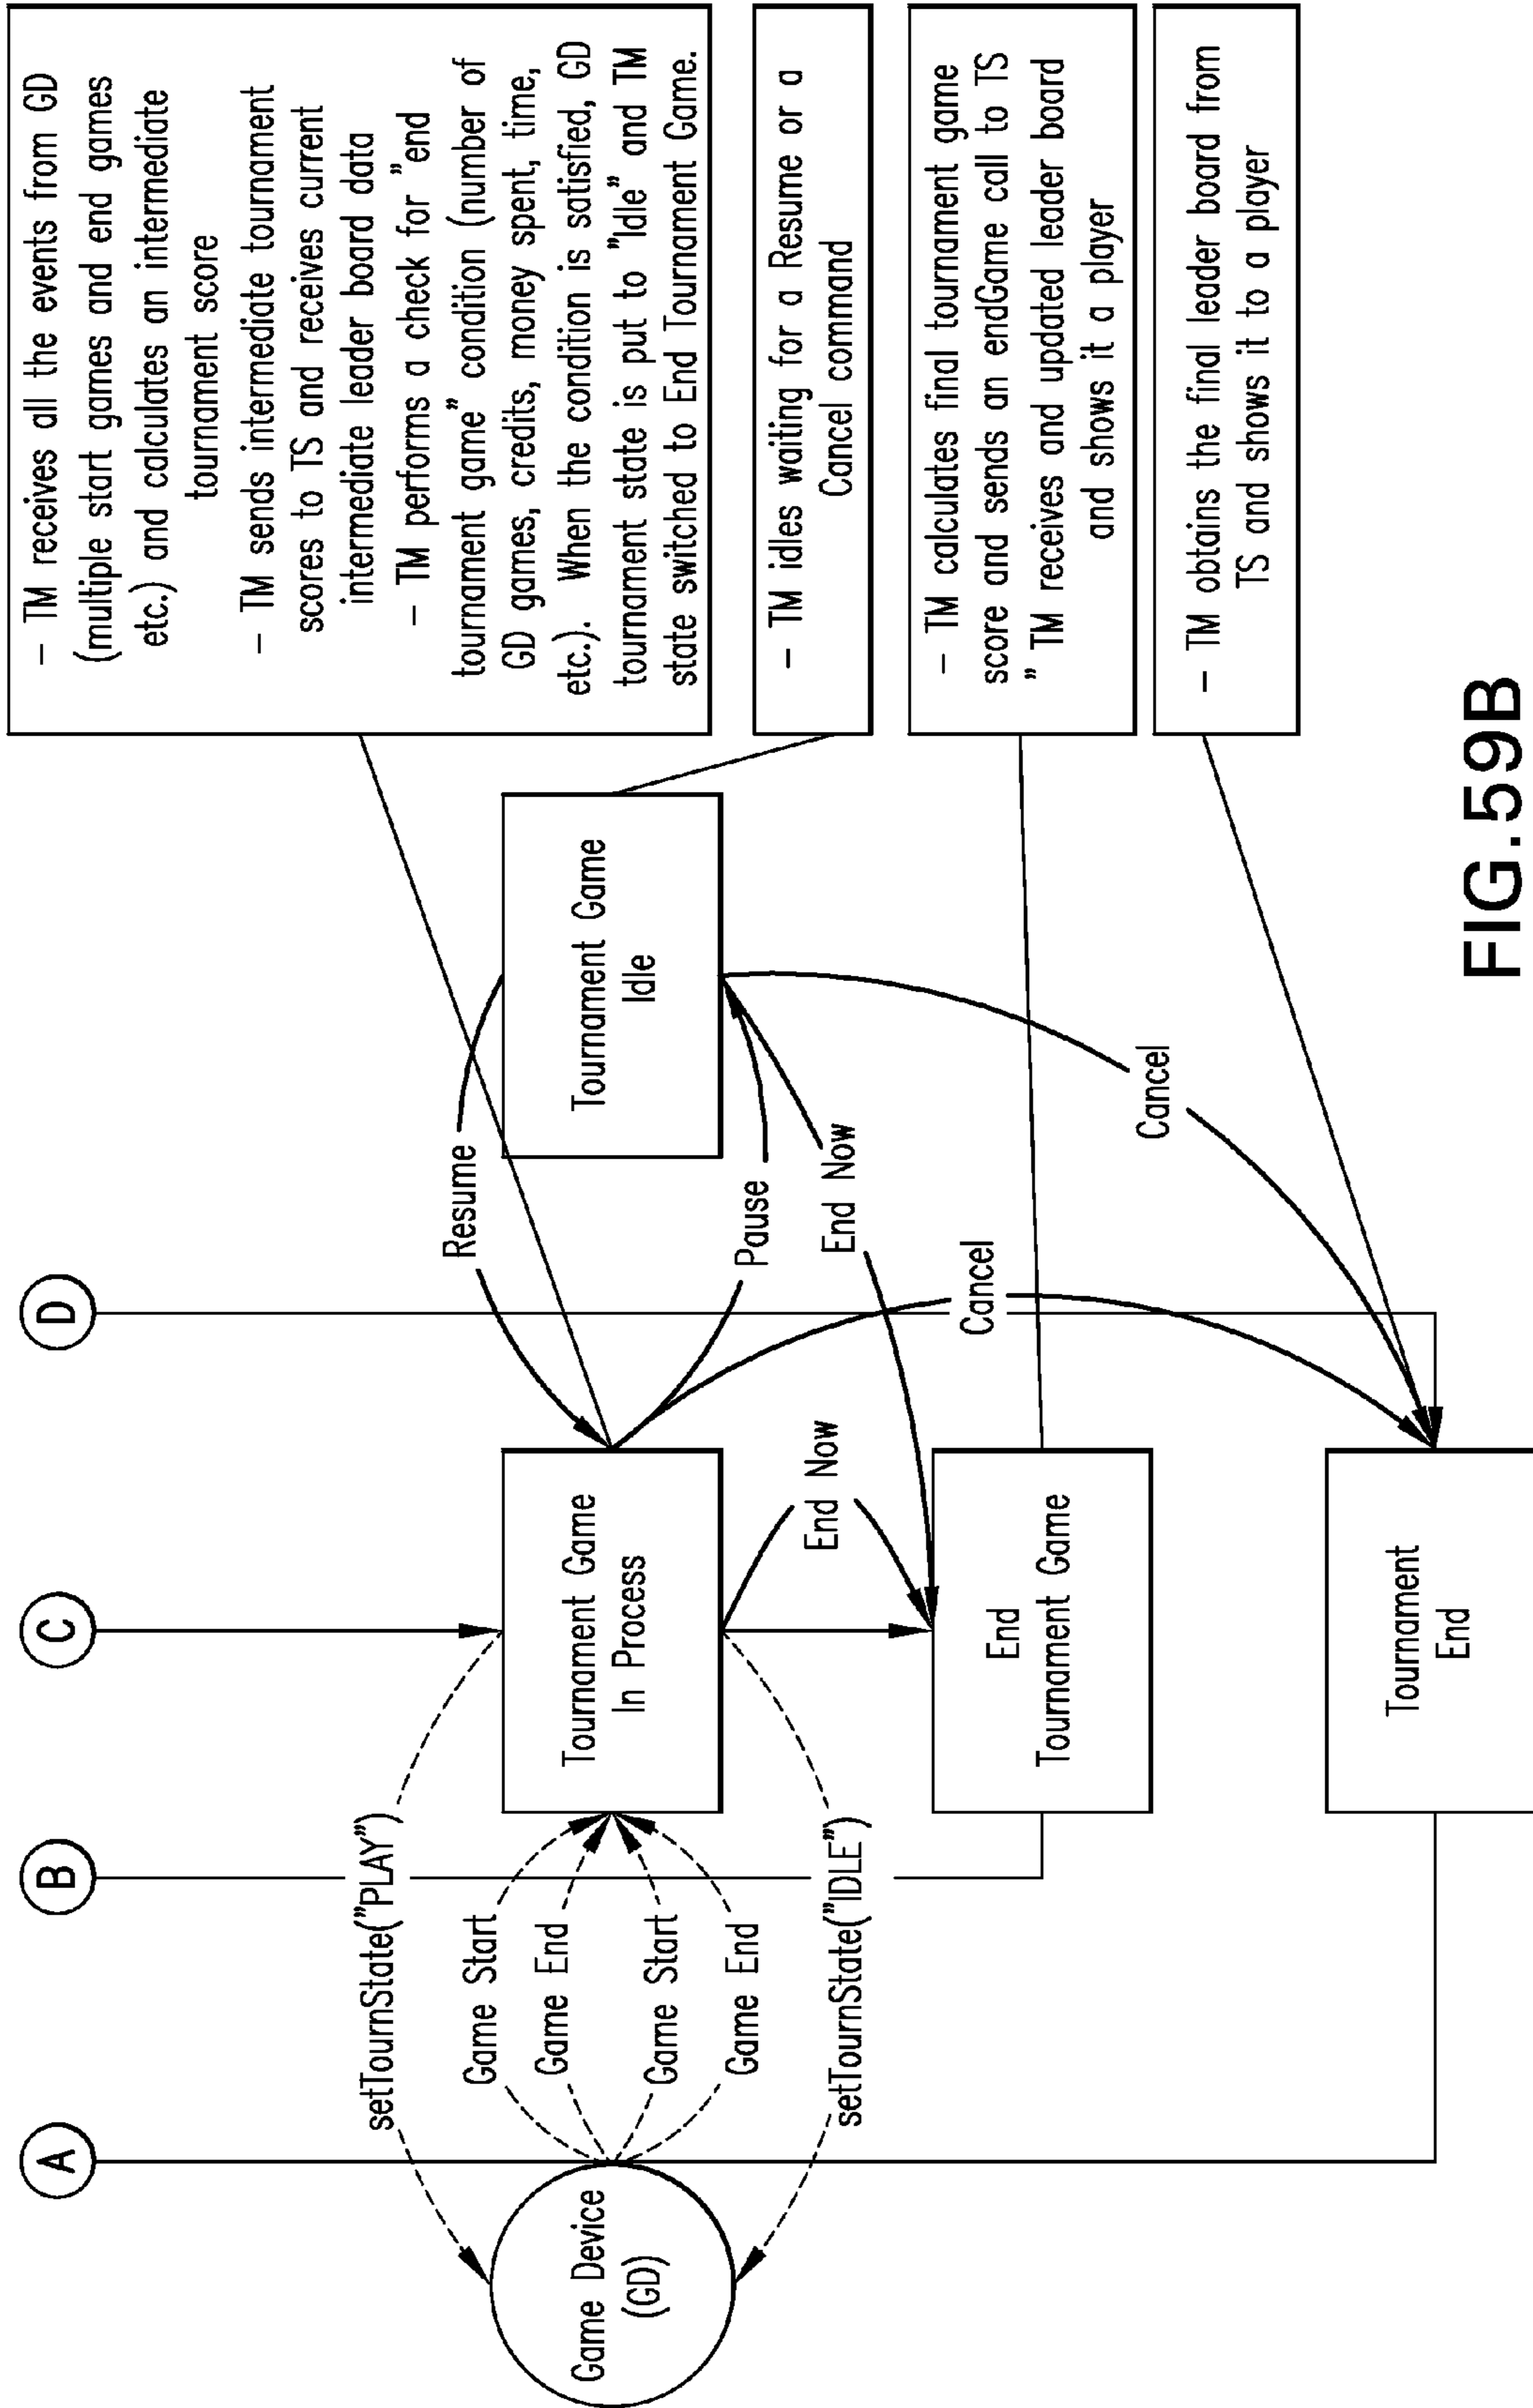 A
B
C
D
setTournState("PLAY")
Game Start
Game End
Game Start
Game End
setTournState("IDLE")
Game Device
(GD)
Tournament Game
In Process
Resume
Pause
End Now
End Now
Cancel
Cancel
Tournament Game
Idle
End
Tournament Game
Tournament
End
– TM receives all the events from GD
(multiple start games and end games
etc.) and calculates an intermediate
tournament score
– TM sends intermediate tournament
scores to TS and receives current
intermediate leader board data
– TM performs a check for "end
tournament game" condition (number of
GD games, credits, money spent, time,
etc.). When the condition is satisfied, GD
tournament state is put to "Idle" and TM
state switched to End Tournament Game.
– TM idles waiting for a Resume or a
Cancel command
– TM calculates final tournament game
score and sends an endGame call to TS
" TM receives and updated leader board
and shows it a player
– TM obtains the final leader board from
TS and shows it to a player
FIG.59B